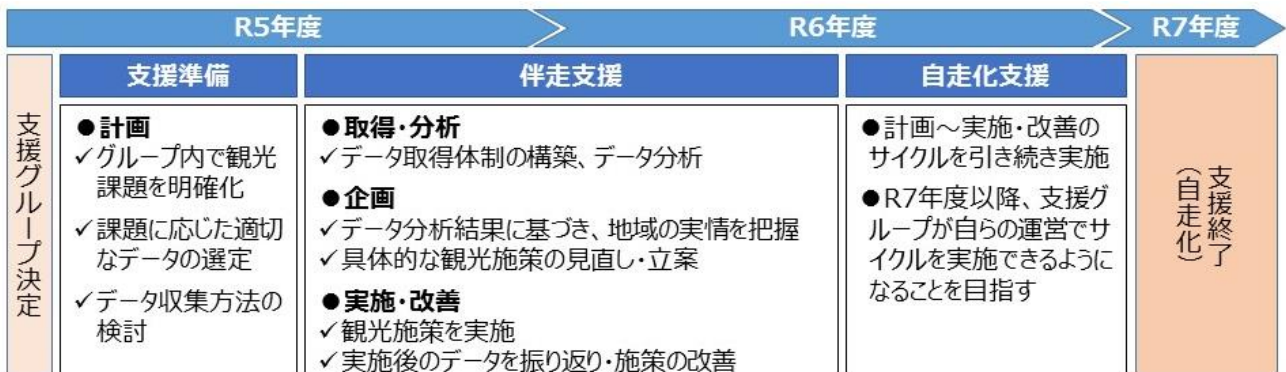 R5年度
R6年度
R7年度
支援グループ決定
支援準備
●計画
✓グループ内で観光
課題を明確化
✓課題に応じた適切
なデータの選定
✓データ収集方法の
検討
伴走支援
●取得・分析
✓データ取得体制の構築、データ分析
●企画
✓データ分析結果に基づき、地域の実情を把握
✓具体的な観光施策の見直し・立案
●実施・改善
✓観光施策を実施
✓実施後のデータを振り返り・施策の改善
自走化支援
●計画～実施・改善の
サイクルを引き続き実施
●R7年度以降、支援グ
ループが自らの運営でサ
イクルを実施できるように
なることを目指す
支援終了
（自走化）